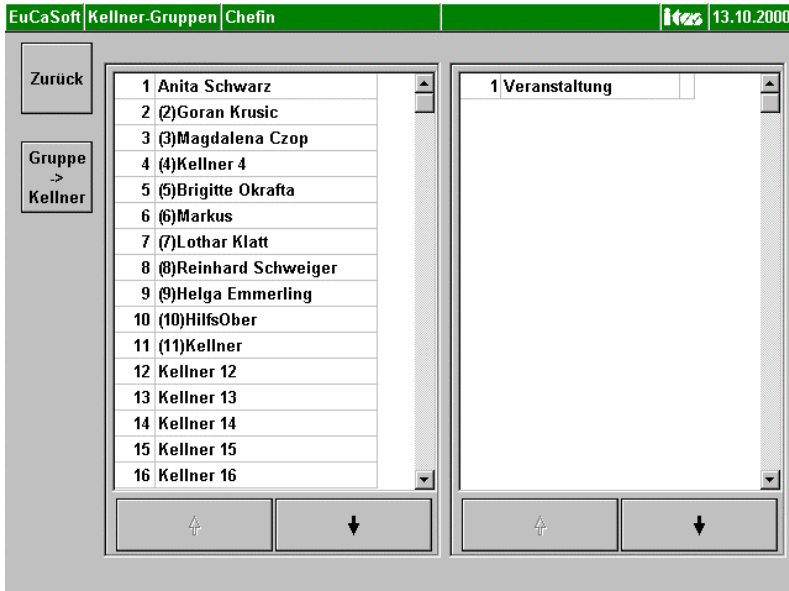 EuCaSoft Kellner-Gruppen Chefin itos 13.10.2000
Zurück
Gruppe
->
Kellner
1 Anita Schwarz
2 (2)Goran Krusic
3 (3)Magdalena Czop
4 (4)Kellner 4
5 (5)Brigitte Okrafta
6 (6)Markus
7 (7)Lothar Klatt
8 (8)Reinhard Schweiger
9 (9)Helga Emmerling
10 (10)HilfsOber
11 (11)Kellner
12 Kellner 12
13 Kellner 13
14 Kellner 14
15 Kellner 15
16 Kellner 16
1 Veranstaltung